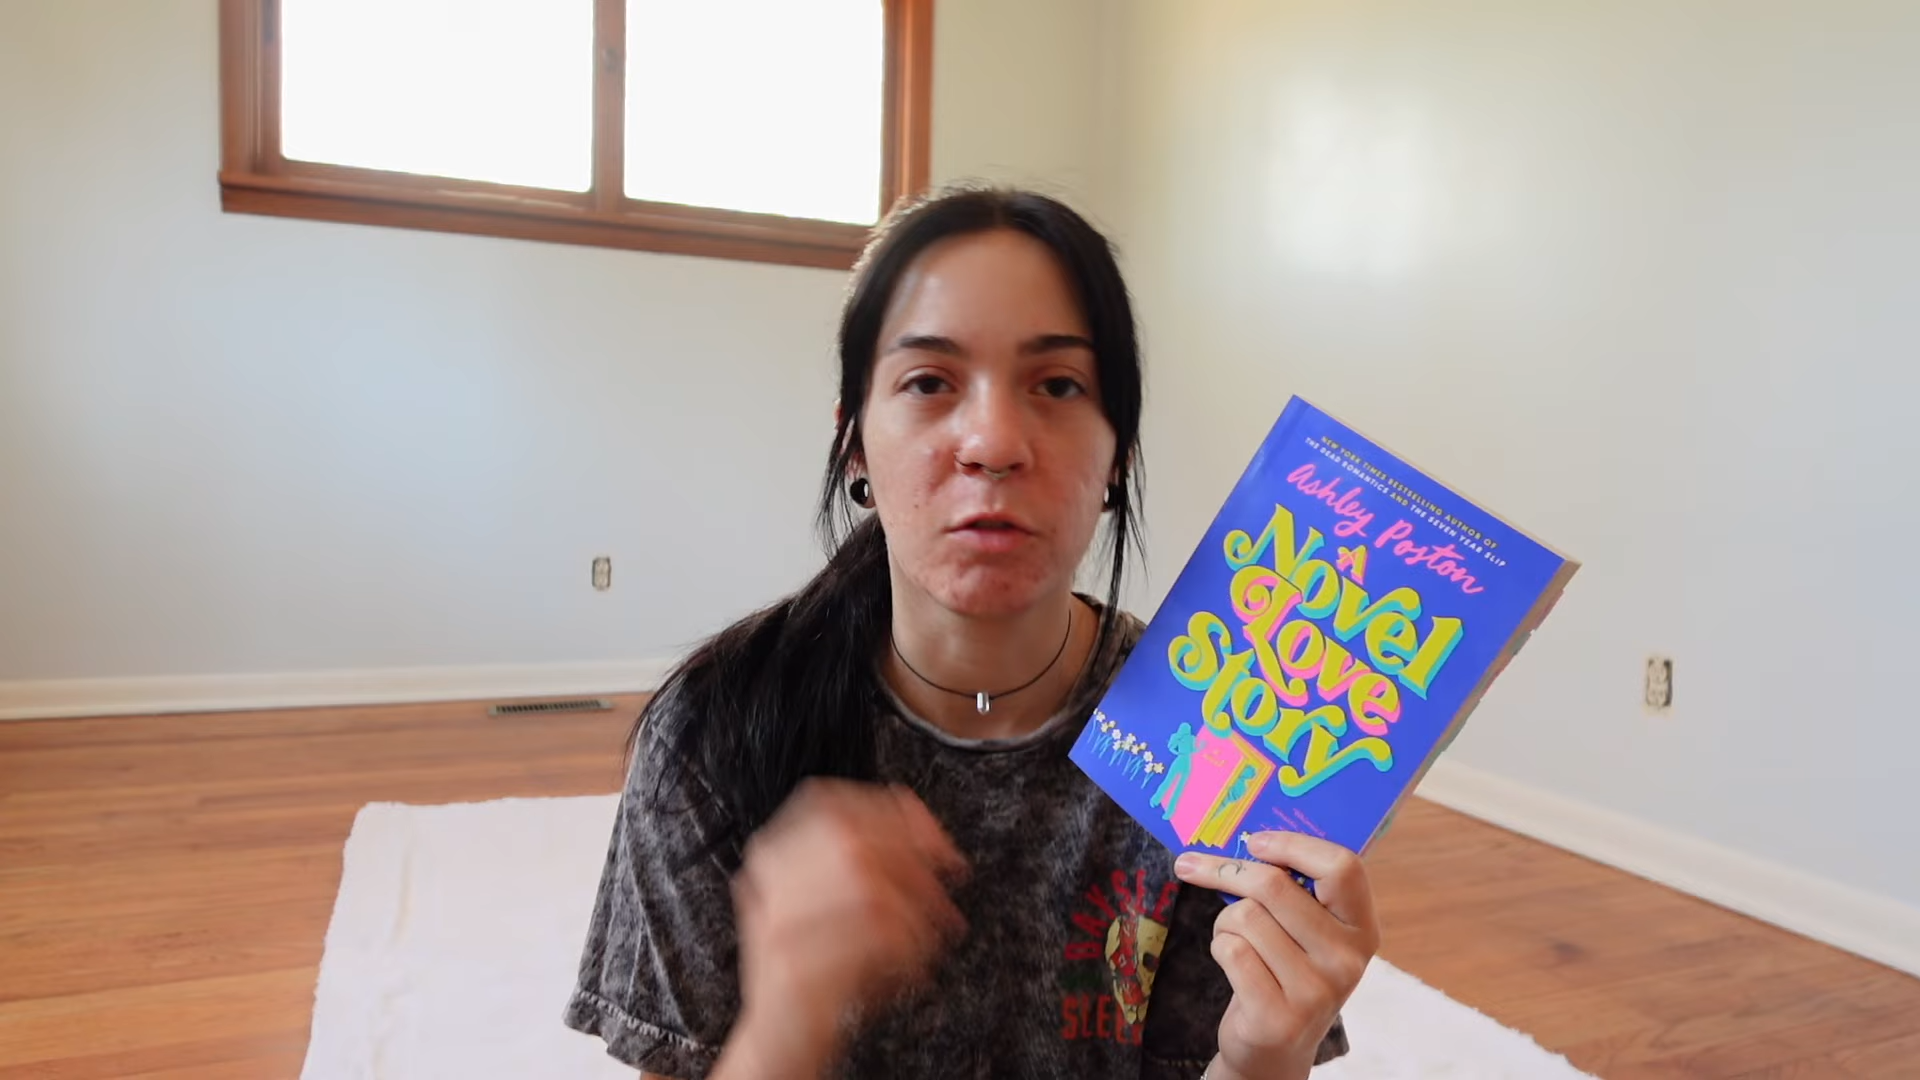 NEW YORK TIMES BESTSELLING AUTHOR OF
THE DEAD ROMANTICS AND THE SEVEN YEAR SLIP
Ashley Poston
A
Novel
Love
Story